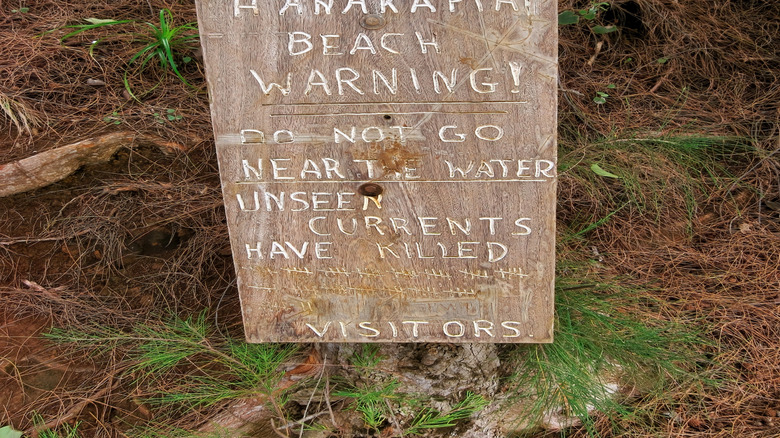 HANAKAPIAI
BEACH
WARNING!
DO NOT GO
NEAR THE WATER
UNSEEN
CURRENTS
HAVE KILLED
VISITORS.